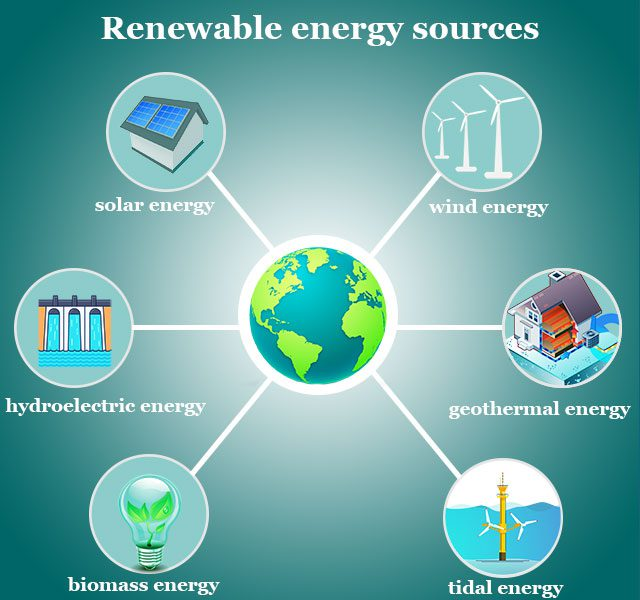 Renewable energy sources
solar energy
wind energy
hydroelectric energy
geothermal energy
biomass energy
tidal energy